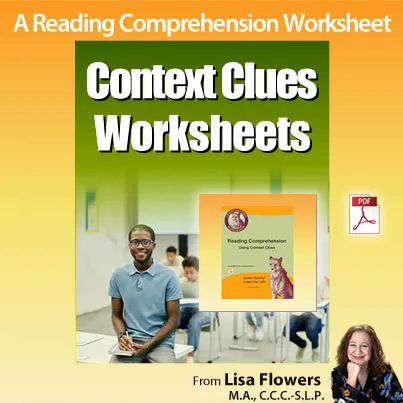 A Reading Comprehension Worksheet
Context Clues
Worksheets
PDF
Reading Comprehension
Using Context Clues
Learn Basics!
Learn for Life
From Lisa Flowers
M.A., C.C.C.-S.L.P.